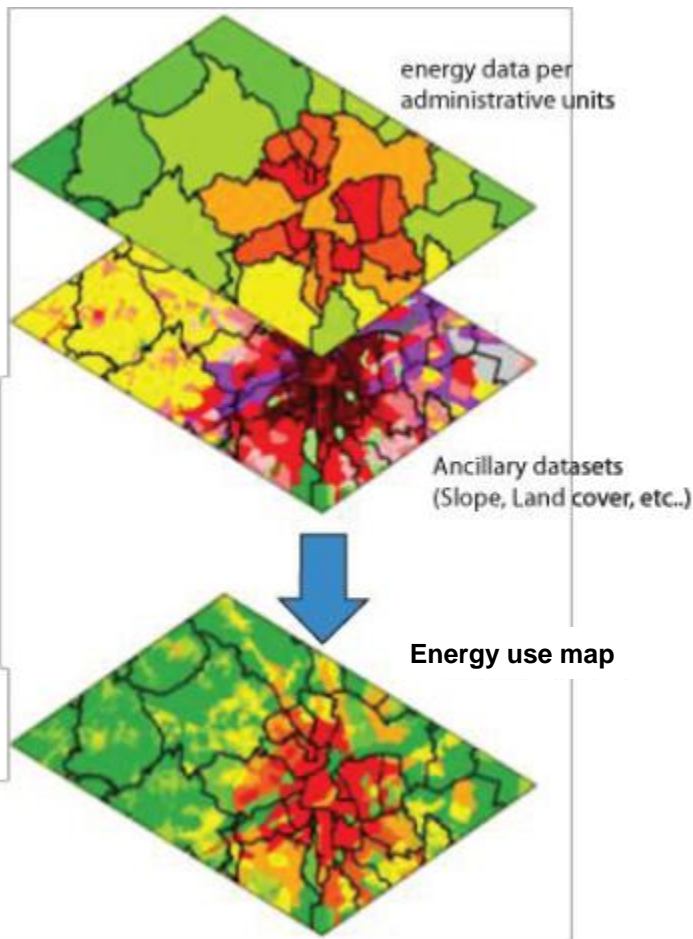 energy data per
administrative units
Ancillary datasets
(Slope, Land cover, etc..)
Energy use map